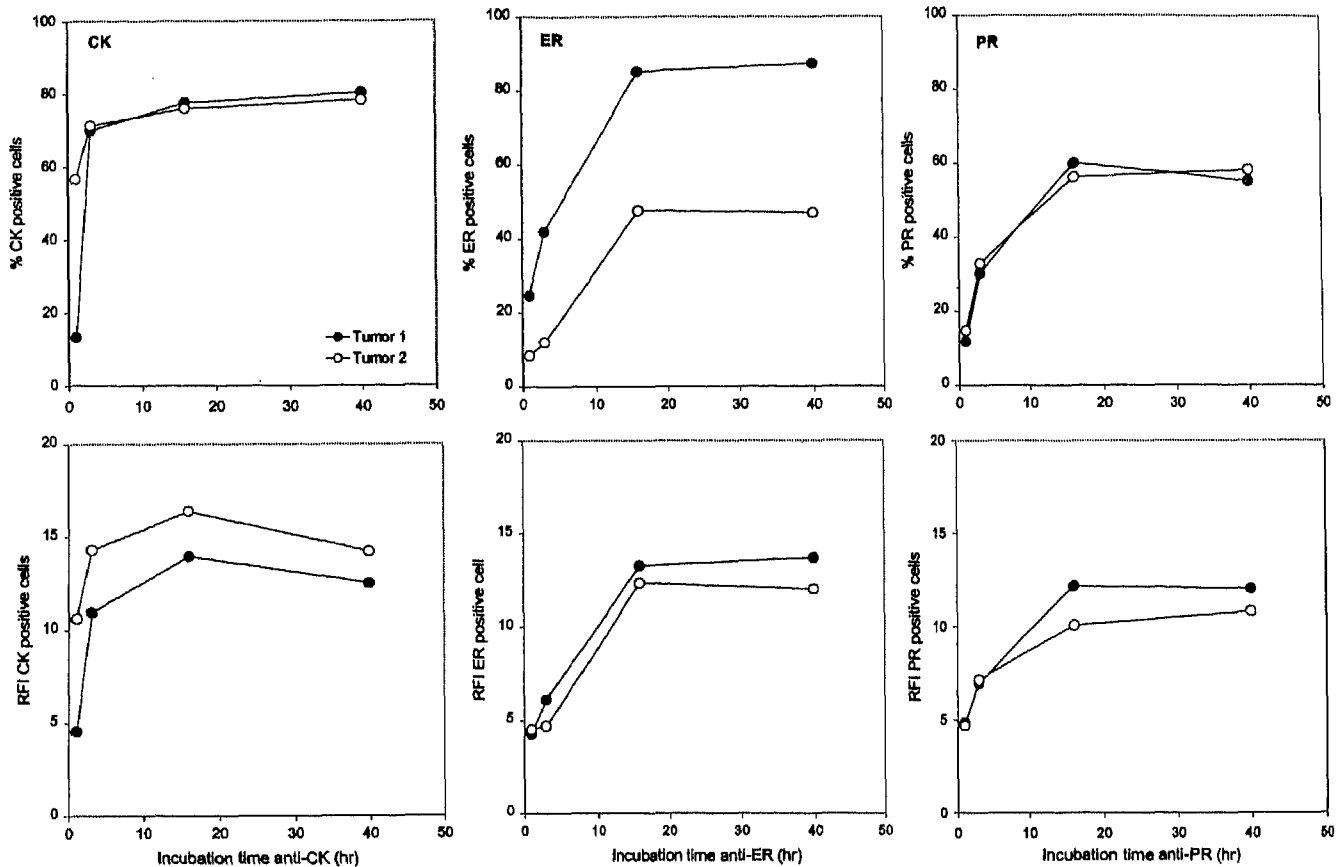 CK
ER
PR
100
80
60
40
20
0
% CK positive cells
100
80
60
40
20
0
% ER positive cells
100
80
60
40
20
0
% PR positive cells
Tumor 1
Tumor 2
0 10 20 30 40 50
0 10 20 30 40 50
0 10 20 30 40 50
20
15
10
5
0
RFI CK positive cells
20
15
10
5
0
RFI ER positive cell
20
15
10
5
0
RFI PR positive cells
0 10 20 30 40 50
0 10 20 30 40 50
0 10 20 30 40 50
Incubation time anti-CK (hr)
Incubation time anti-ER (hr)
Incubation time anti-PR (hr)